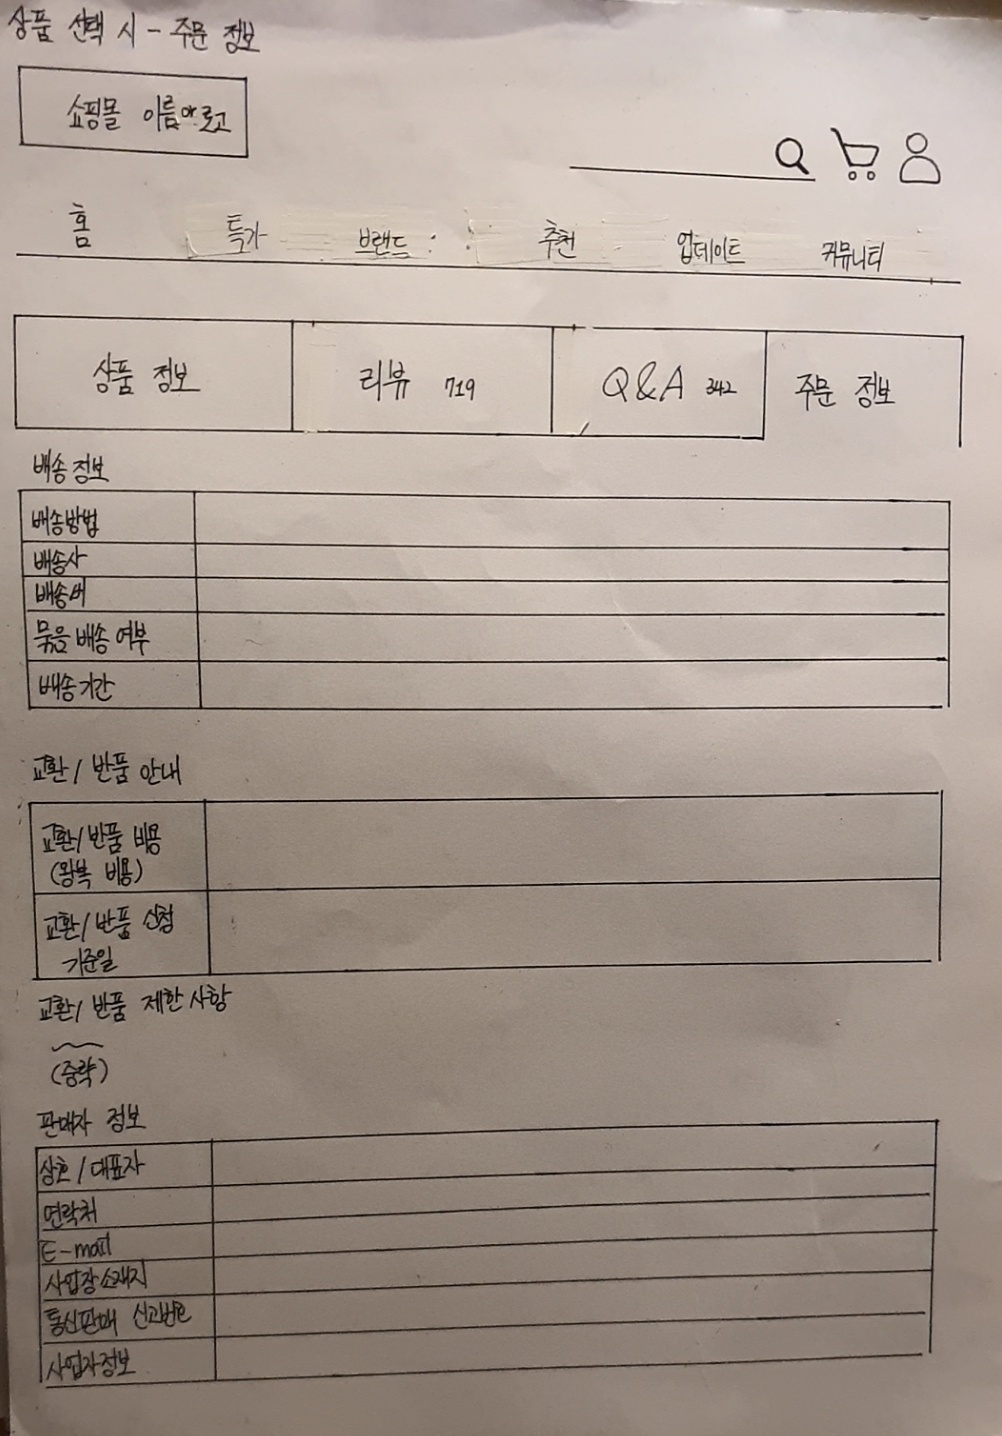 상품 선택 시 - 주문 정보
쇼핑몰 이름 로고
홈 특가 브랜드 추천 업데이트 커뮤니티
상품 정보 리뷰 719 Q&A 342 주문 정보
배송 정보
배송방법
배송사
배송비
묶음 배송 여부
배송기간
교환/반품 안내
교환/반품 비용
(왕복 비용)
교환/반품 신청
기준일
교환/반품 제한 사항
(중략)
판매자 정보
상호/대표자
연락처
E-mail
사업장소재지
통신판매 신고번호
사업자정보